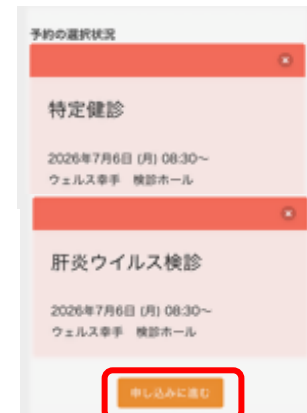 予約の選択状況
特定健診
2026年7月6日 (月) 08:30～
ウェルス幸手 検診ホール
肝炎ウイルス検診
2026年7月6日 (月) 08:30～
ウェルス幸手 検診ホール
申し込みに進む